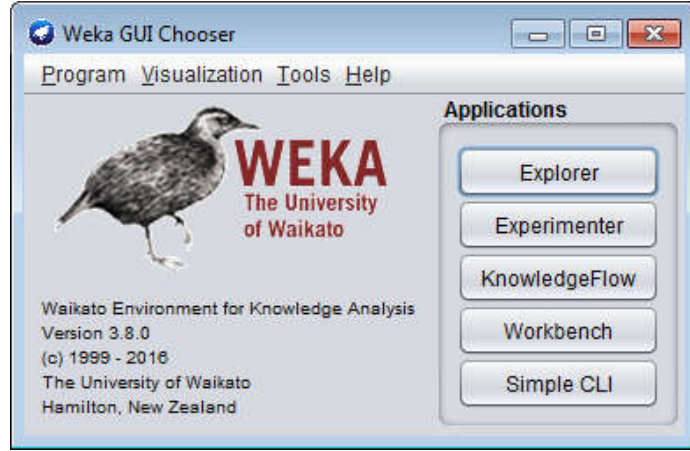 Weka GUI Chooser
Program Visualization Tools Help
WEKA
The University
of Waikato
Waikato Environment for Knowledge Analysis
Version 3.8.0
(c) 1999 - 2016
The University of Waikato
Hamilton, New Zealand
Applications
Explorer
Experimenter
KnowledgeFlow
Workbench
Simple CLI